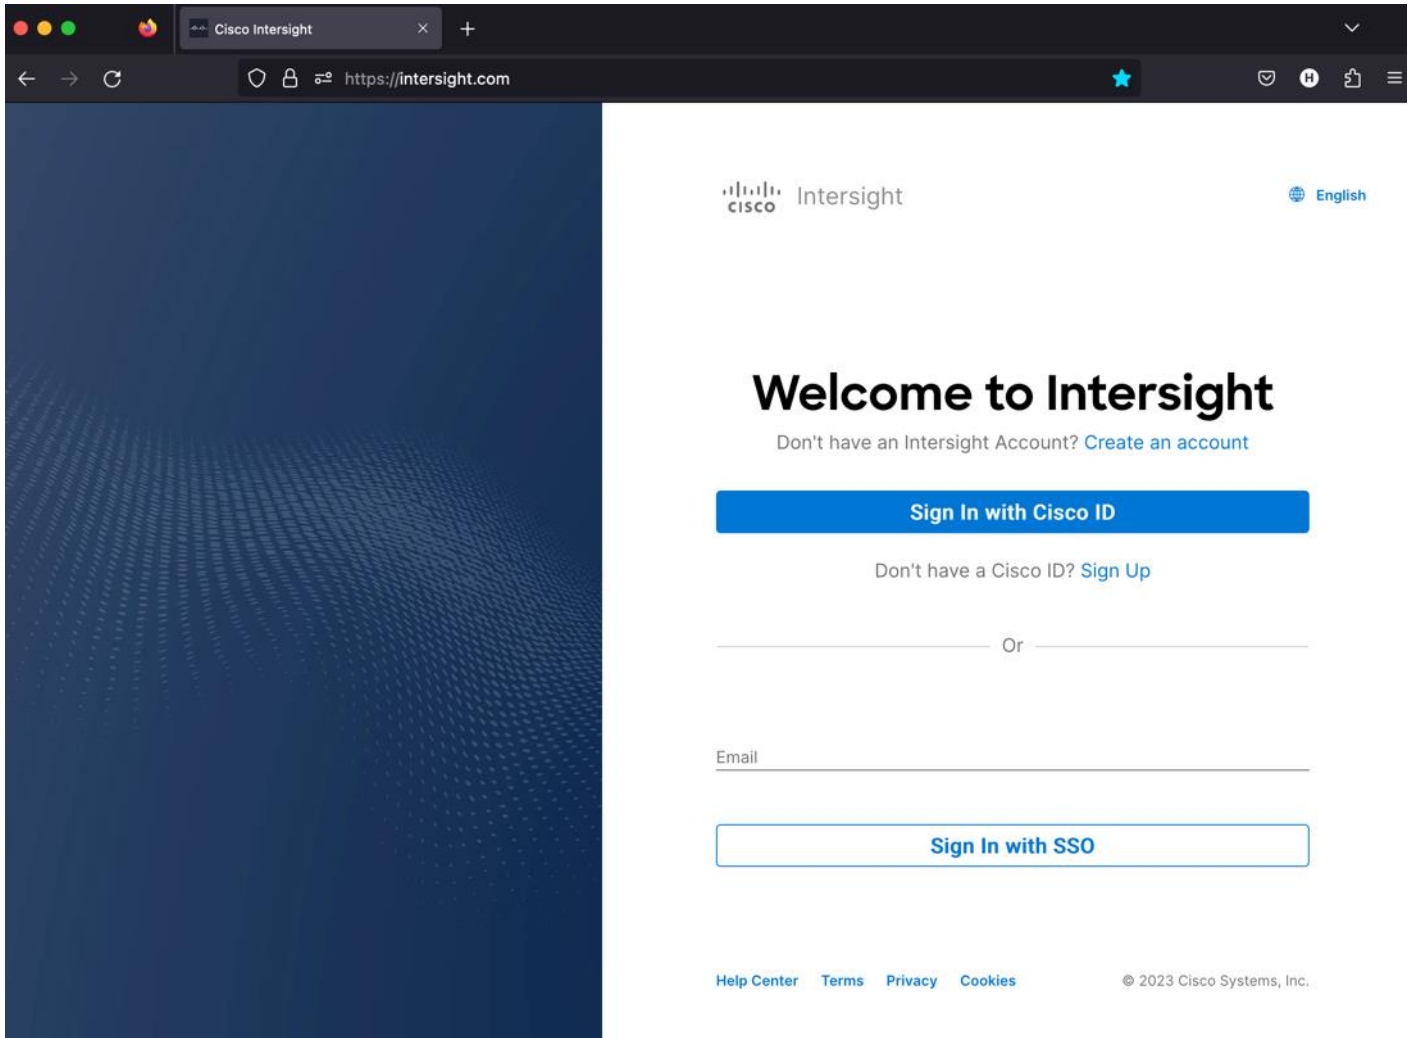 Cisco Intersight
https://intersight.com
H
CISCO Intersight
English
Welcome to Intersight
Don't have an Intersight Account? Create an account
Sign In with Cisco ID
Don't have a Cisco ID? Sign Up
Or
Email
Sign In with SSO
Help Center Terms Privacy Cookies © 2023 Cisco Systems, Inc.